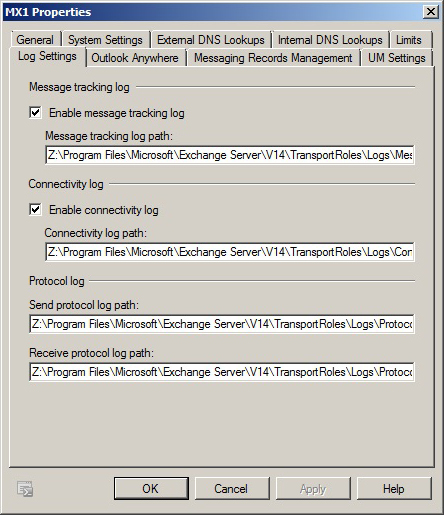 MX1 Properties
General System Settings External DNS Lookups Internal DNS Lookups Limits
Log Settings Outlook Anywhere Messaging Records Management UM Settings
Message tracking log
Enable message tracking log
Message tracking log path:
Z:\Program Files\Microsoft\Exchange Server\V14\TransportRoles\Logs\Mes
Connectivity log
Enable connectivity log
Connectivity log path:
Z:\Program Files\Microsoft\Exchange Server\V14\TransportRoles\Logs\Con
Protocol log
Send protocol log path:
Z:\Program Files\Microsoft\Exchange Server\V14\TransportRoles\Logs\Protoco
Receive protocol log path:
Z:\Program Files\Microsoft\Exchange Server\V14\TransportRoles\Logs\Protoco
OK Cancel Apply Help